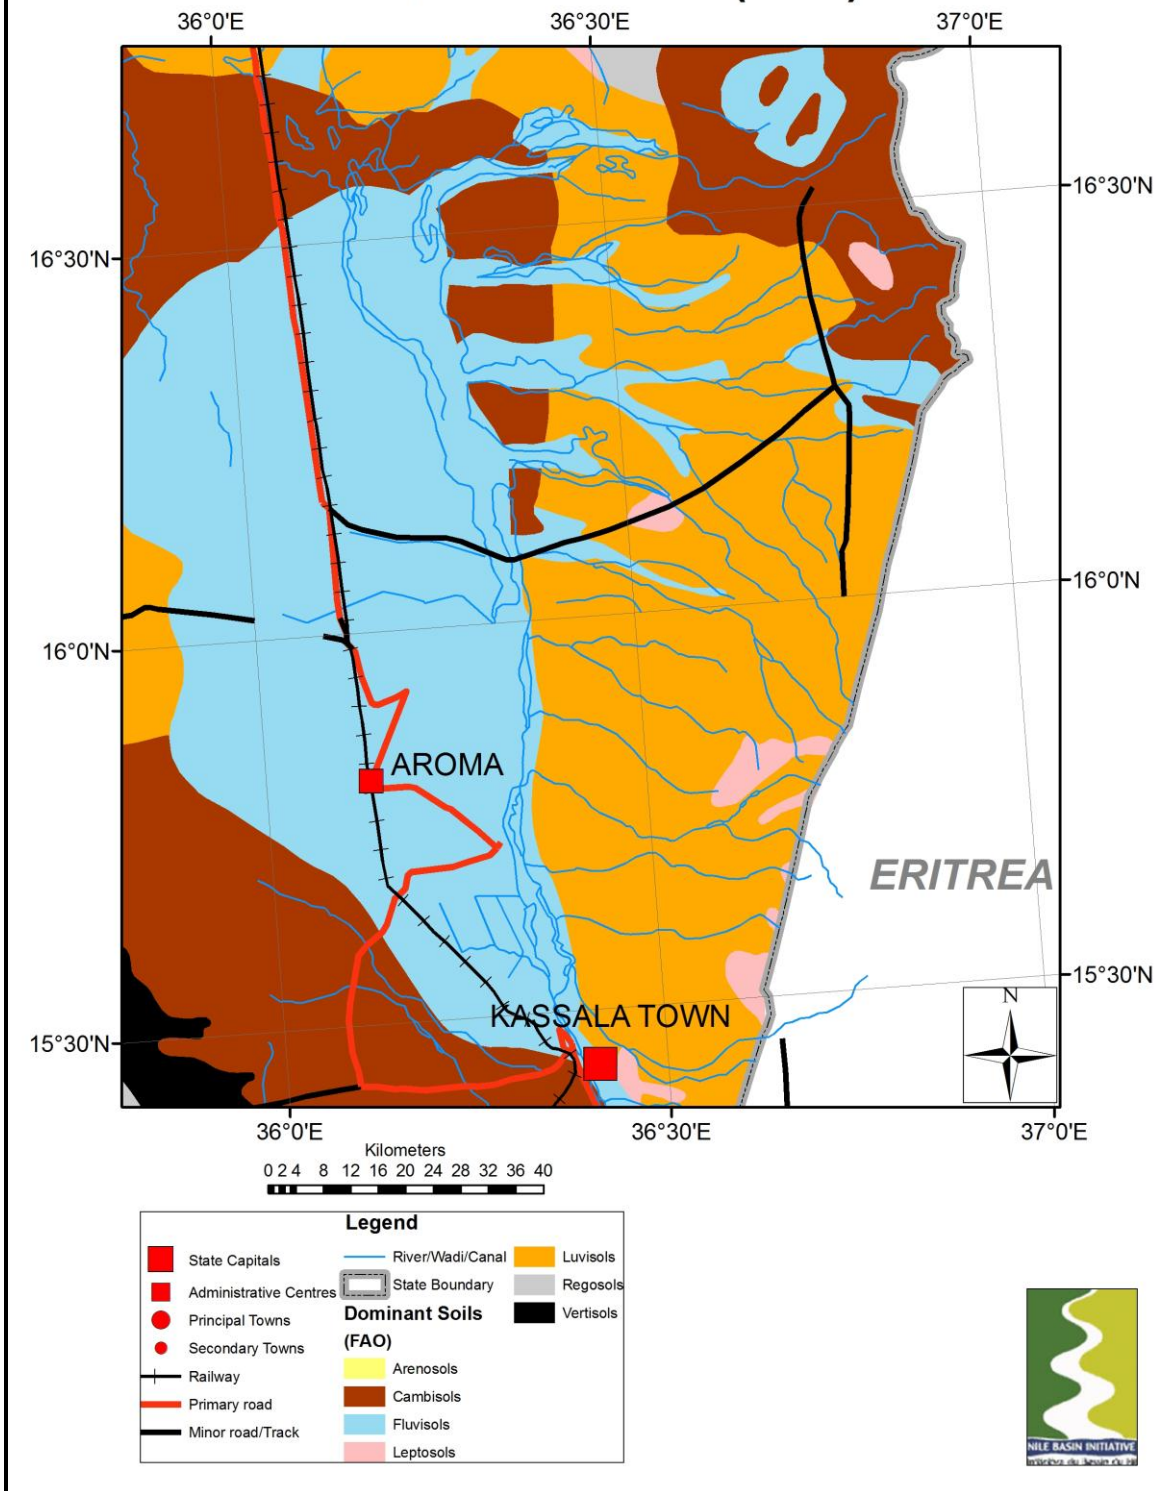 36°0'E 36°30'E 37°0'E
16°30'N
16°30'N
16°0'N
16°0'N
AROMA
ERITREA
15°30'N
KASSALA TOWN
N
15°30'N
36°0'E 36°30'E 37°0'E
Kilometers
0 2 4 8 12 16 20 24 28 32 36 40
Legend
State Capitals
Administrative Centres
Principal Towns
Secondary Towns
Railway
Primary road
Minor road/Track
River/Wadi/Canal
State Boundary
Dominant Soils
(FAO)
Arenosols
Cambisols
Fluvisols
Leptosols
Luvisols
Regosols
Vertisols
NILE BASIN INITIATIVE